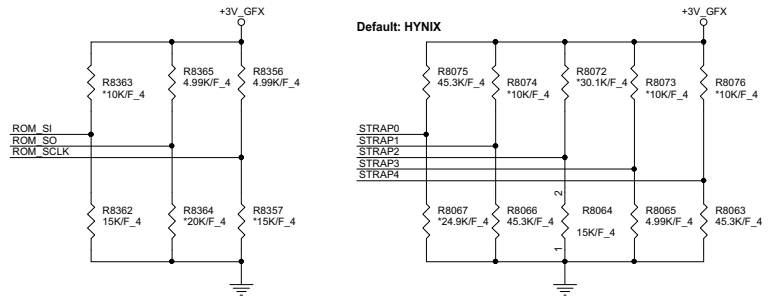 +3V_GFX
R8363
*10K/F_4
R8365
4.99K/F_4
R8356
4.99K/F_4
ROM_SI
ROM_SO
ROM_SCLK
R8362
15K/F_4
R8364
*20K/F_4
R8357
*15K/F_4
Default: HYNIX
+3V_GFX
R8075
45.3K/F_4
R8074
*10K/F_4
R8072
*30.1K/F_4
R8073
*10K/F_4
R8076
*10K/F_4
STRAP0
STRAP1
STRAP2
STRAP3
STRAP4
R8067
*24.9K/F_4
R8066
45.3K/F_4
2
1
R8064
15K/F_4
R8065
4.99K/F_4
R8063
45.3K/F_4